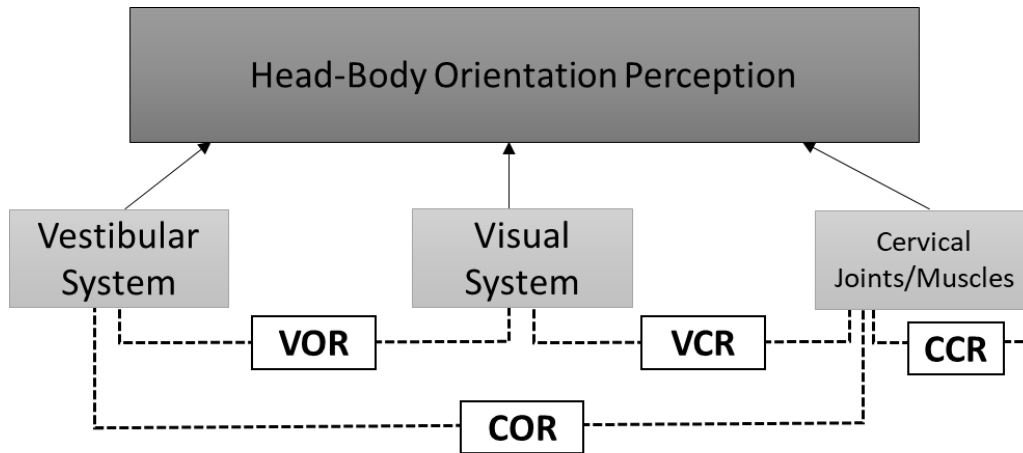 Head-Body Orientation Perception
Vestibular
System
Visual
System
Cervical
Joints/Muscles
VOR
VCR
CCR
COR